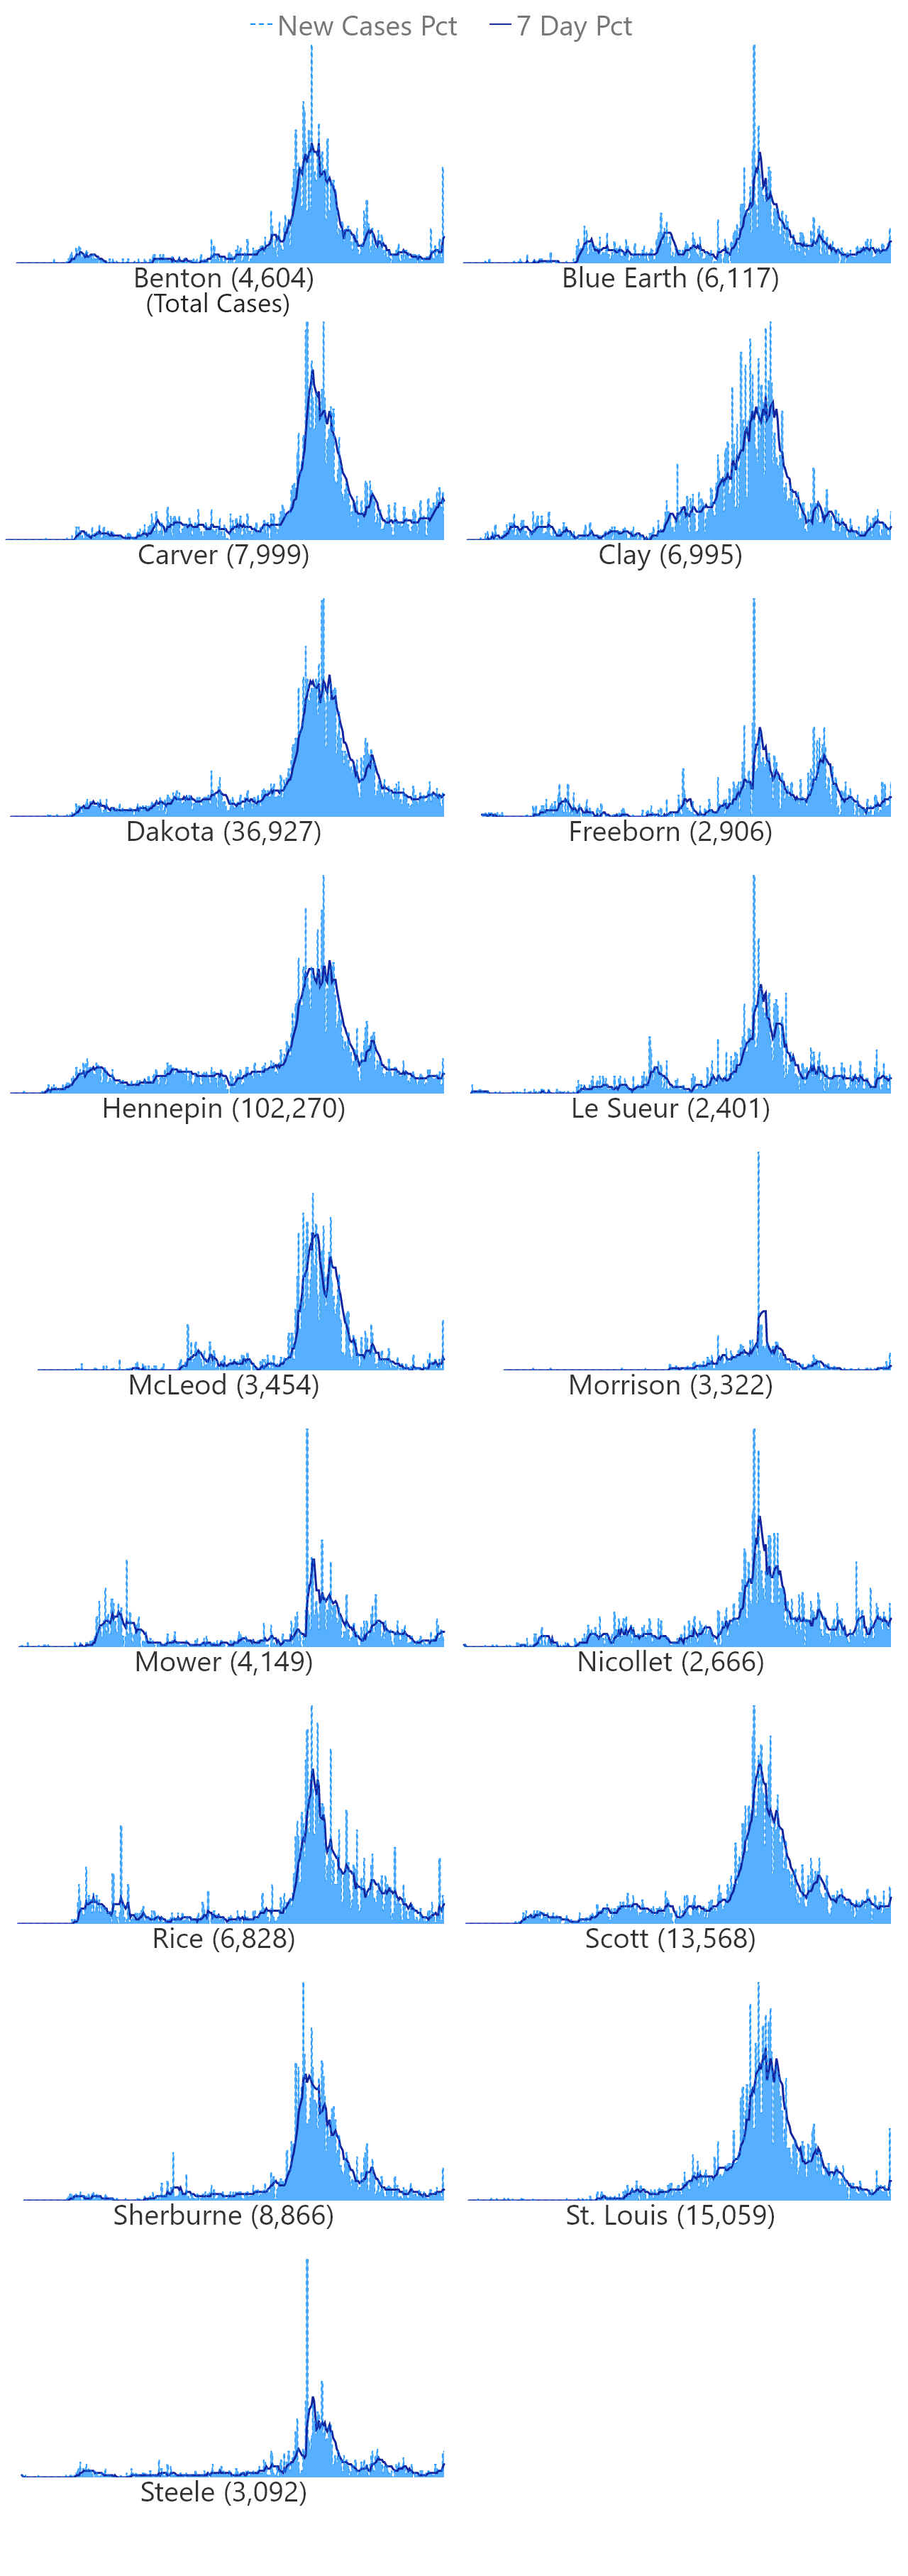 New Cases Pct 7 Day Pct
Benton (4,604)
(Total Cases)
Blue Earth (6,117)
Carver (7,999)
Clay (6,995)
Dakota (36,927)
Freeborn (2,906)
Hennepin (102,270)
Le Sueur (2,401)
McLeod (3,454)
Morrison (3,322)
Mower (4,149)
Nicollet (2,666)
Rice (6,828)
Scott (13,568)
Sherburne (8,866)
St. Louis (15,059)
Steele (3,092)